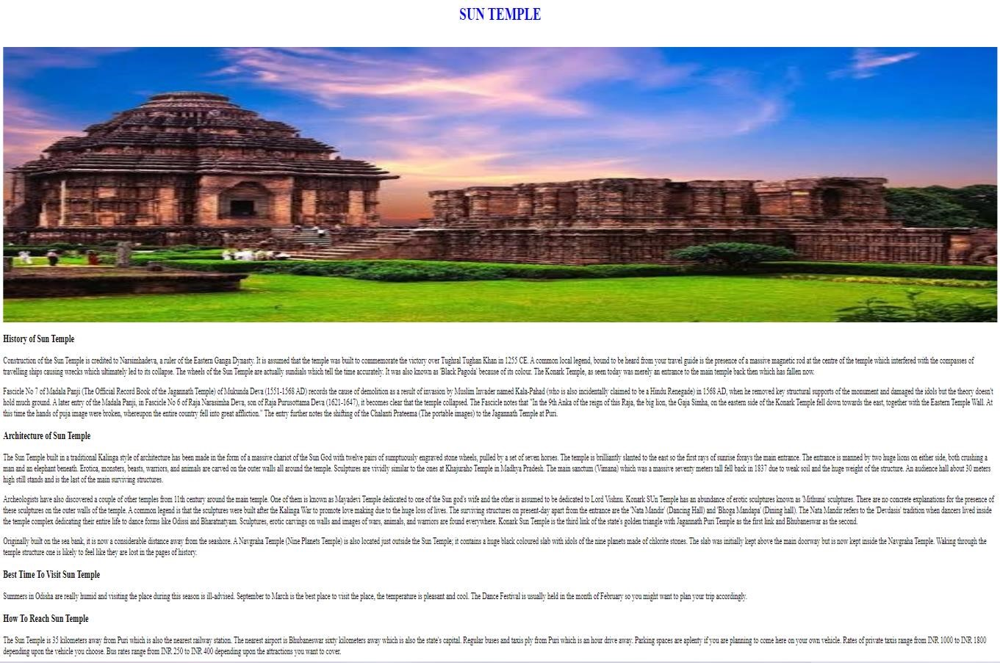 SUN TEMPLE
History of Sun Temple
Construction of the Sun Temple is credited to Narsimhadeva, a ruler of the Eastern Ganga Dynasty. It is assumed that the temple was built to commemorate the victory over Tughral Tughan Khan in 1255 CE. A common local legend, bound to be heard from your travel guide is the presence of a massive magnetic rod at the centre of the temple which interfered with the compasses of
travelling ships causing wrecks which ultimately led to its collapse. The wheels of the Sun Temple are actually sundials which tell the time accurately. It was also known as 'Black Pagoda' because of its colour. The Konark Temple, as seen today was merely an entrance to the main temple back then which has fallen now.
Fascicle No 7 of Madala Panji (The Official Record Book of the Jagannath Temple) of Mukunda Deva (1551-1568 AD) records the cause of demolition as a result of invasion by Muslim Invader named Kala-Pahad (who is also incidentally claimed to be a Hindu Renegade) in 1568 AD, when he removed key structural supports of the monument and damaged the idols but the theory doesn't
hold much ground. A later entry of the Madala Panji, in Fascicle No 6 of Raja Narasimha Deva, son of Raja Purusottama Deva (1621-1647), it becomes clear that the temple collapsed. The Fascicle notes that "In the 9th Anka of the reign of this Raja, the big lion, the Gaja Simha, on the eastern side of the Konark Temple fell down towards the east, together with the Eastern Temple Wall. At
this time the hands of puja image were broken, whereupon the entire country fell into great affliction." The entry further notes the shifting of the Chalanti Prateema (The portable images) to the Jagannath Temple at Puri.
Architecture of Sun Temple
The Sun Temple built in a traditional Kalinga style of architecture has been made in the form of a massive chariot of the Sun God with twelve pairs of sumptuously engraved stone wheels, pulled by a set of seven horses. The temple is brilliantly slanted to the east so the first rays of sunrise forays the main entrance. The entrance is manned by two huge lions on either side, both crushing a
man and an elephant beneath. Erotica, monsters, beasts, warriors, and animals are carved on the outer walls all around the temple. Sculptures are vividly similar to the ones at Khajuraho Temple in Madhya Pradesh. The main sanctum (Vimana) which was a massive seventy meters tall fell back in 1837 due to weak soil and the huge weight of the structure. An audience hall about 30 meters
high still stands and is the last of the main surviving structures.
Archeologists have also discovered a couple of other temples from 11th century around the main temple. One of them is known as Mayadevi Temple dedicated to one of the Sun god's wife and the other is assumed to be dedicated to Lord Vishnu. Konark SUn Temple has an abundance of erotic sculptures known as 'Mithuna' sculptures. There are no concrete explanations for the presence of
these sculptures on the outer walls of the temple. A common legend is that the sculptures were built after the Kalinga War to promote love making due to the huge loss of lives. The surviving structures on present-day apart from the entrance are the 'Nata Mandir' (Dancing Hall) and 'Bhoga Mandapa' (Dining hall). The Nata Mandir refers to the 'Devdasis' tradition when dancers lived inside
the temple complex dedicating their entire life to dance forms like Odissi and Bharatnatyam. Sculptures, erotic carvings on walls and images of wars, animals, and warriors are found everywhere. Konark Sun Temple is the third link of the state's golden triangle with Jagannath Puri Temple as the first link and Bhubaneswar as the second.
Originally built on the sea bank, it is now a considerable distance away from the seashore. A Navgraha Temple (Nine Planets Temple) is also located just outside the Sun Temple; it contains a huge black coloured slab with idols of the nine planets made of chlorite stones. The slab was initially kept above the main doorway but is now kept inside the Navgraha Temple. Waking through the
temple structure one is likely to feel like they are lost in the pages of history.
Best Time To Visit Sun Temple
Summers in Odisha are really humid and visiting the place during this season is ill-advised. September to March is the best place to visit the place, the temperature is pleasant and cool. The Dance Festival is usually held in the month of February so you might want to plan your trip accordingly.
How To Reach Sun Temple
The Sun Temple is 35 kilometers away from Puri which is also the nearest railway station. The nearest airport is Bhubaneswar sixty kilometers away which is also the state's capital. Regular buses and taxis ply from Puri which is an hour drive away. Parking spaces are aplenty if you are planning to come here on your own vehicle. Rates of private taxis range from INR 1000 to INR 1800
depending upon the vehicle you choose. Bus rates range from INR 250 to INR 400 depending upon the attractions you want to cover.